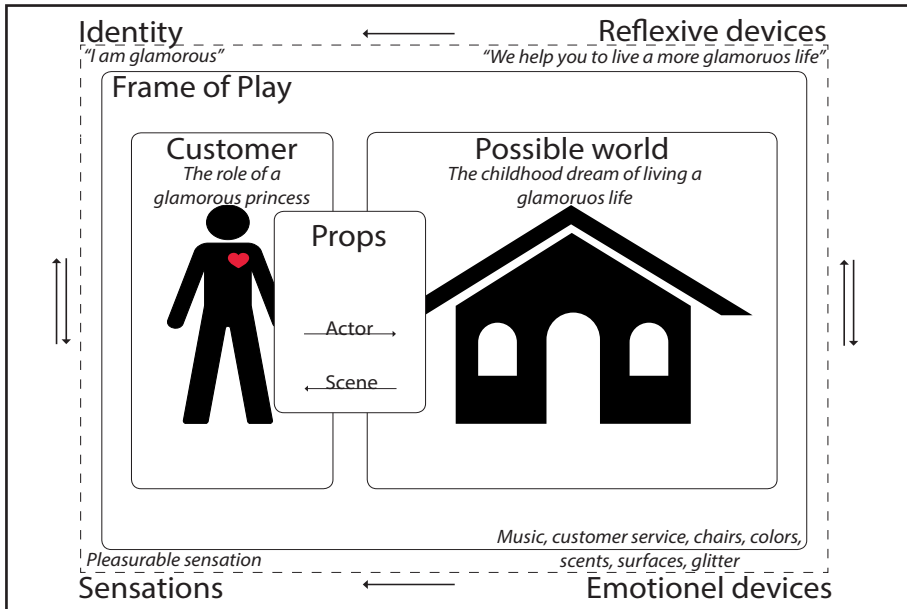 Identity
Reflexive devices
“I am glamorous”
“We help you to live a more glamoruos life”
Frame of Play
Customer
The role of a
glamorous princess
Possible world
The childhood dream of living a
glamoruos life
Props
Actor
Scene
Music, customer service, chairs, colors,
scents, surfaces, glitter
Pleasurable sensation
Sensations
Emotionel devices